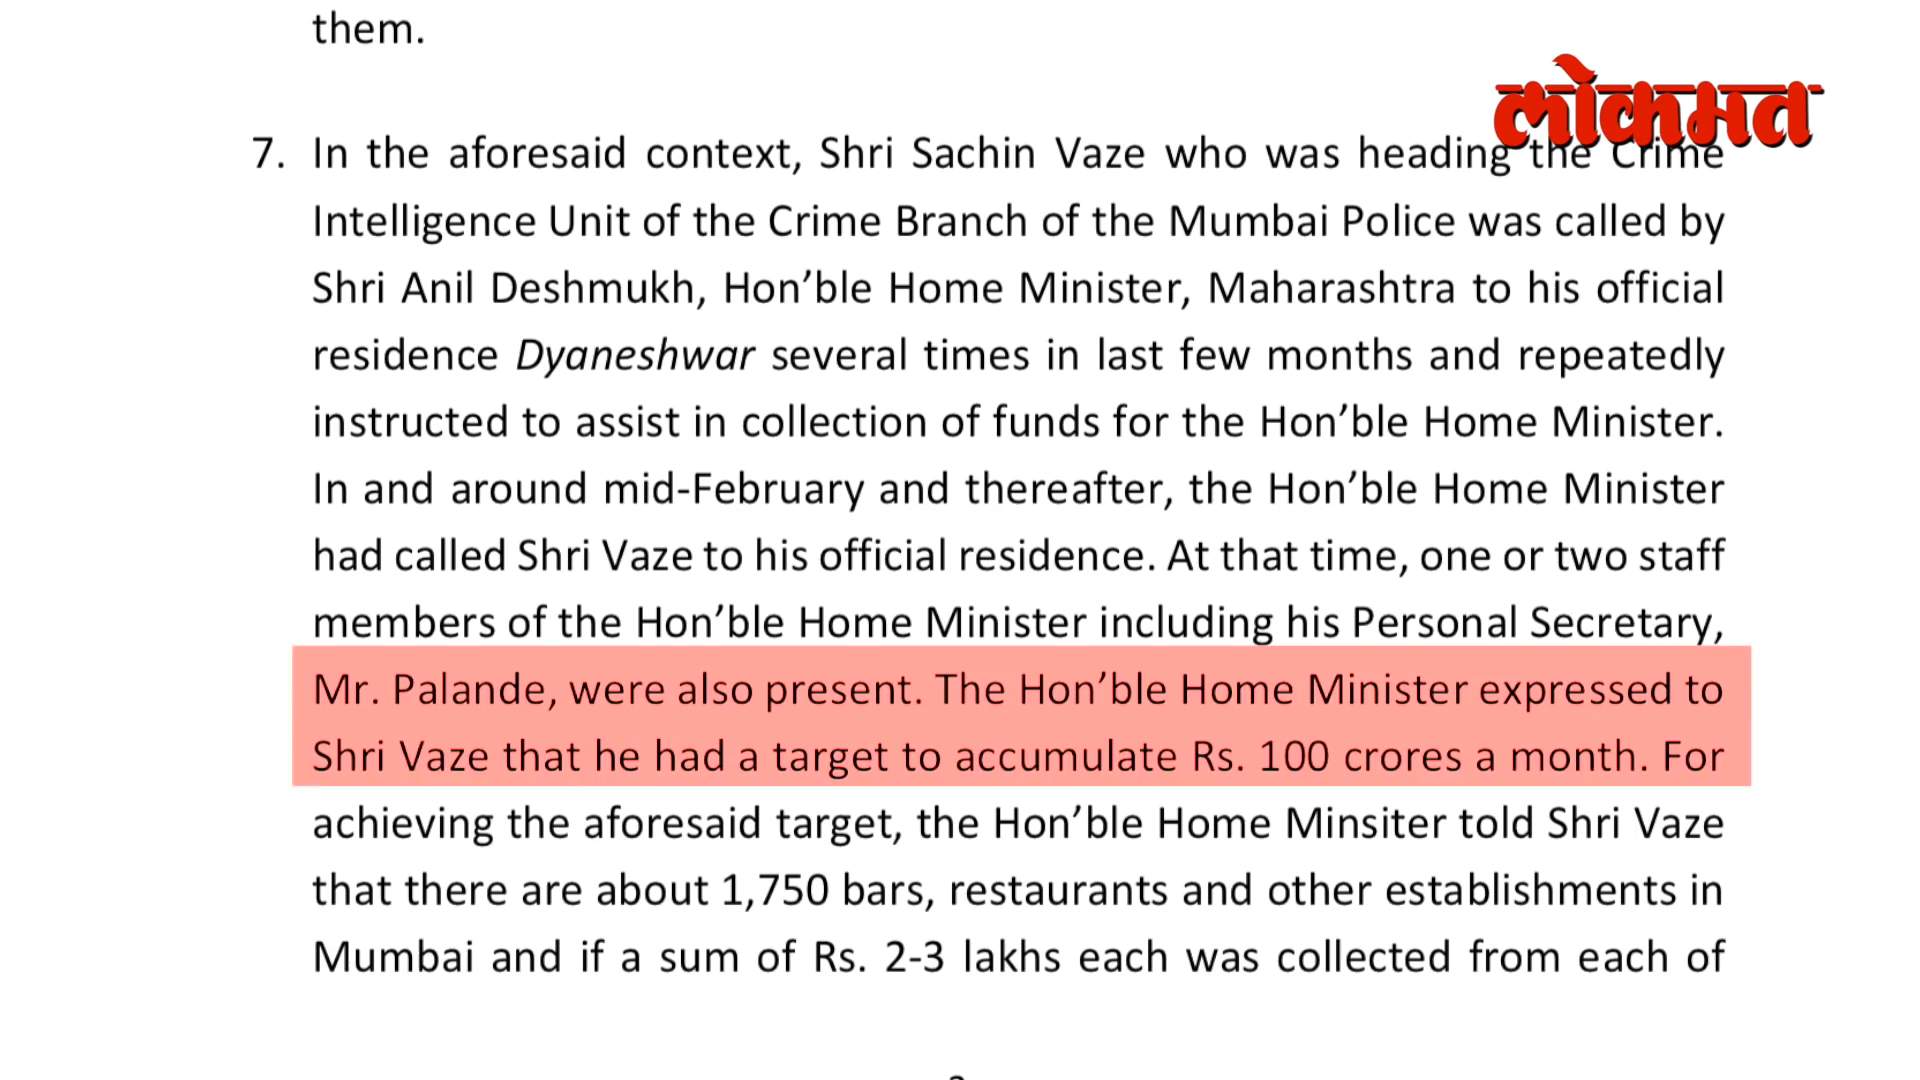 them.
लोकमत
7. In the aforesaid context, Shri Sachin Vaze who was heading the Crime
Intelligence Unit of the Crime Branch of the Mumbai Police was called by
Shri Anil Deshmukh, Hon’ble Home Minister, Maharashtra to his official
residence Dyaneshwar several times in last few months and repeatedly
instructed to assist in collection of funds for the Hon’ble Home Minister.
In and around mid-February and thereafter, the Hon’ble Home Minister
had called Shri Vaze to his official residence. At that time, one or two staff
members of the Hon’ble Home Minister including his Personal Secretary,
Mr. Palande, were also present. The Hon’ble Home Minister expressed to
Shri Vaze that he had a target to accumulate Rs. 100 crores a month. For
achieving the aforesaid target, the Hon’ble Home Minsiter told Shri Vaze
that there are about 1,750 bars, restaurants and other establishments in
Mumbai and if a sum of Rs. 2-3 lakhs each was collected from each of